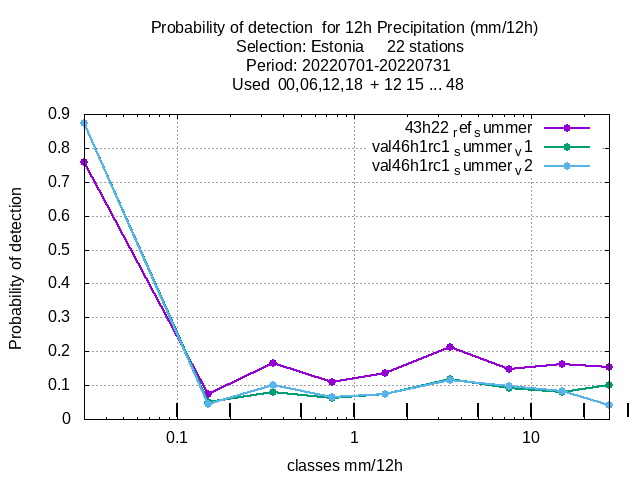 Probability of detection  for 12h Precipitation (mm/12h)
Selection: Estonia     22 stations
Period: 20220701-20220731
Used  00,06,12,18  + 12 15 ... 48
43h22 ref summer
val46h1rc1 summer v1
val46h1rc1 summer v2
Probability of detection
0.9
0.8
0.7
0.6
0.5
0.4
0.3
0.2
0.1
0
0.1 1 10
classes mm/12h